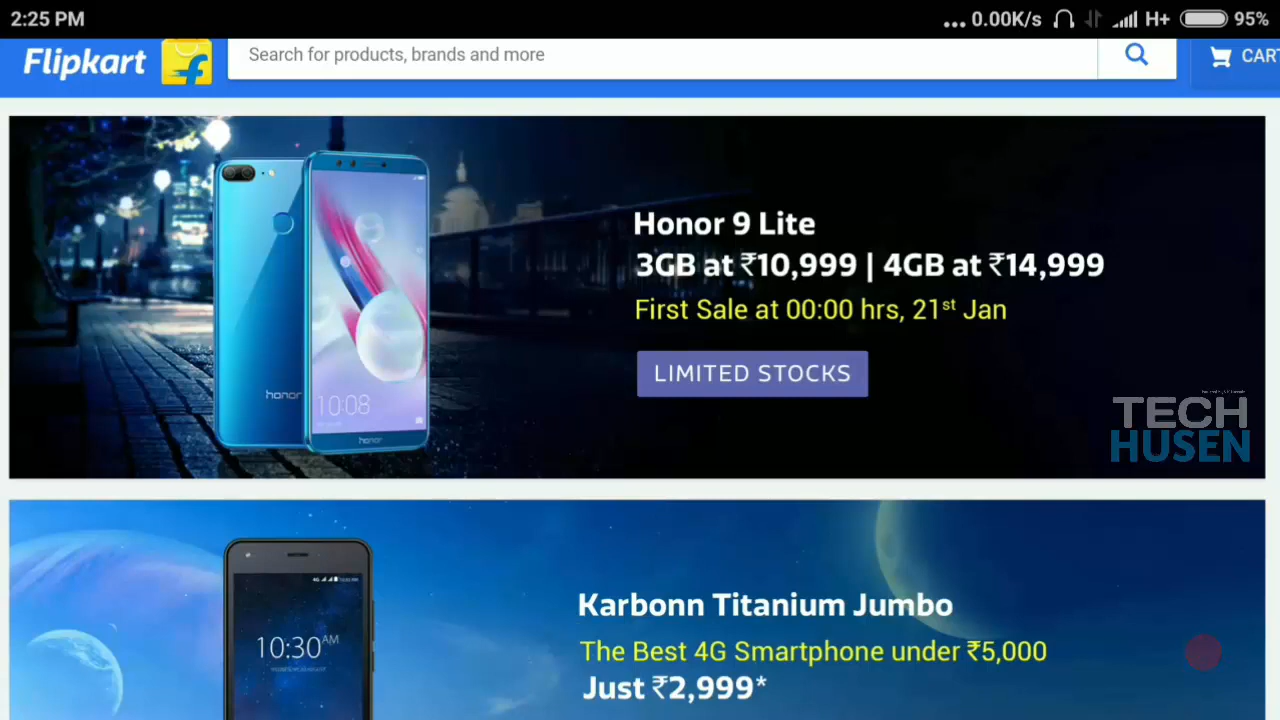 2:25 PM
... 0.00K/s H+ 95%
Flipkart
Search for products, brands and more
CART
Honor 9 Lite
3GB at ₹10,999 | 4GB at ₹14,999
First Sale at 00:00 hrs, 21st Jan
LIMITED STOCKS
honor
10:08
honor
TECH
HUSEN
Karbonn Titanium Jumbo
The Best 4G Smartphone under ₹5,000
Just ₹2,999*
10:30 AM